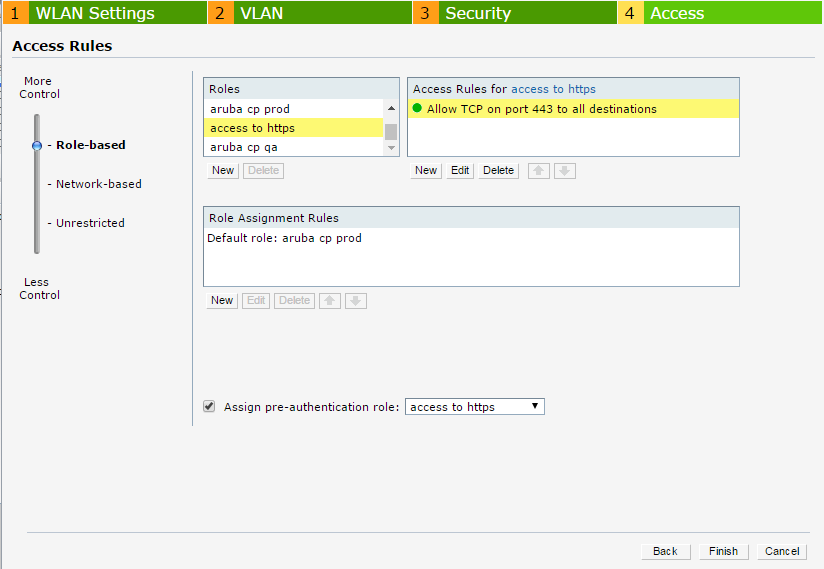 1 WLAN Settings 2 VLAN 3 Security 4 Access
Access Rules
More
Control
- Role-based
- Network-based
- Unrestricted
Less
Control
Roles
aruba cp prod
access to https
aruba cp qa
New Delete
Access Rules for access to https
Allow TCP on port 443 to all destinations
New Edit Delete
Role Assignment Rules
Default role: aruba cp prod
New Edit Delete
Assign pre-authentication role: access to https
Back Finish Cancel